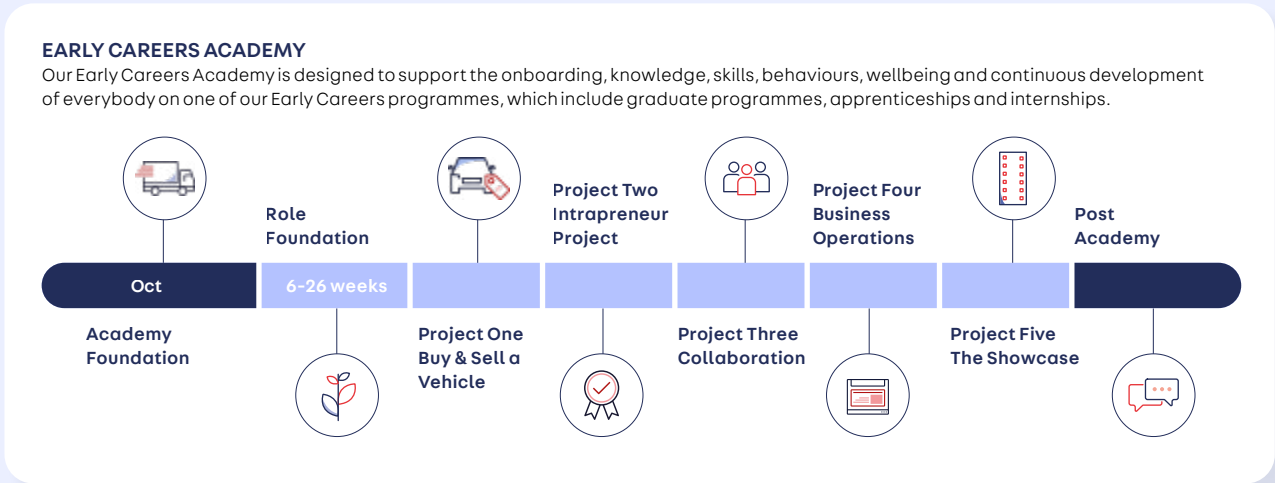 EARLY CAREERS ACADEMY
Our Early Careers Academy is designed to support the onboarding, knowledge, skills, behaviours, wellbeing and continuous development
of everybody on one of our Early Careers programmes, which include graduate programmes, apprenticeships and internships.
Oct
Academy
Foundation
Role
Foundation
6-26 weeks
Project One
Buy & Sell a
Vehicle
Project Two
Intrapreneur
Project
Project Three
Collaboration
Project Four
Business
Operations
Project Five
The Showcase
Post
Academy